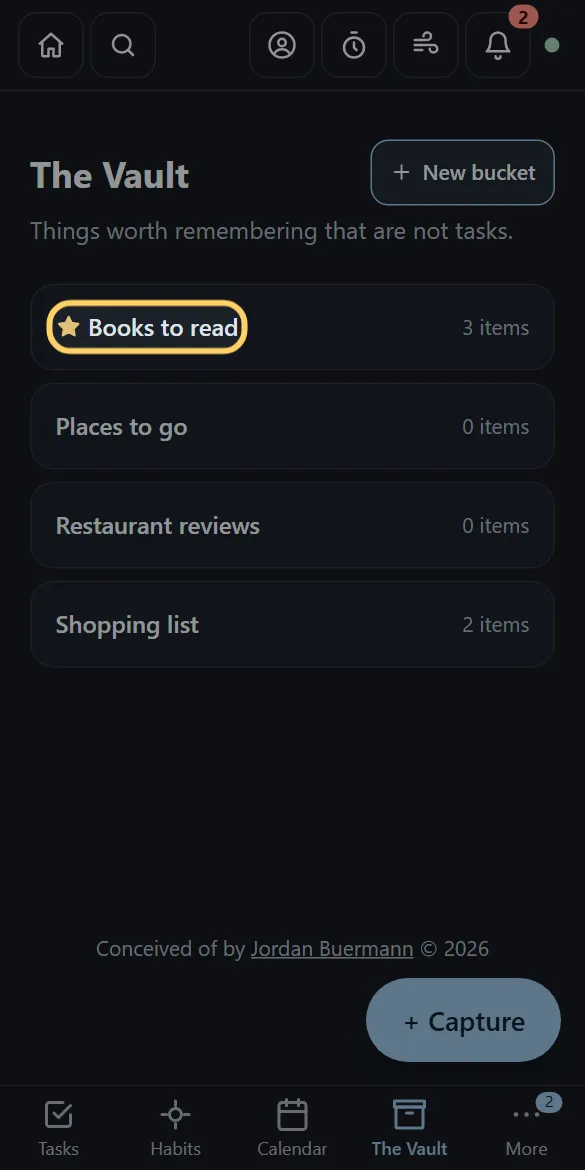 2
The Vault
+ New bucket
Things worth remembering that are not tasks.
Books to read
3 items
Places to go
0 items
Restaurant reviews
0 items
Shopping list
2 items
Conceived of by Jordan Buermann © 2026
+ Capture
2
Tasks
Habits
Calendar
The Vault
More